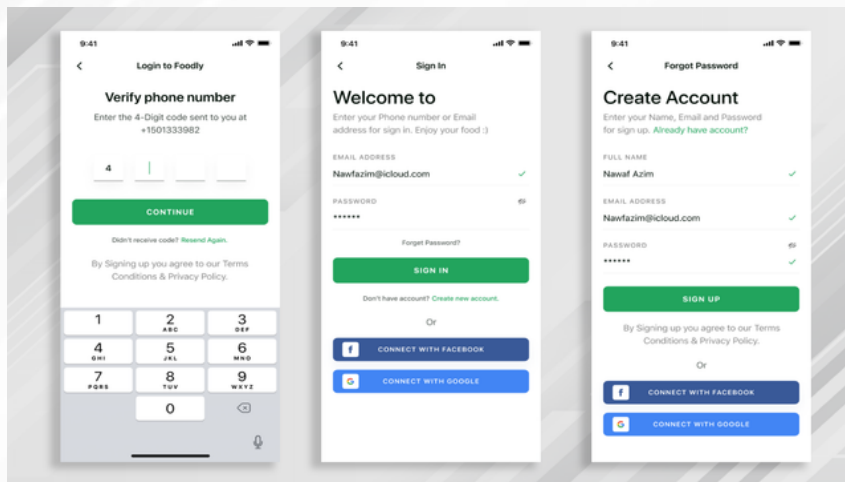 9:41
Login to Foodly
Verify phone number
Enter the 4-Digit code sent
to you at
+1501333982
4
CONTINUE
Didn't receive code? Resend Again.
By Signing up you agree to our Terms
Conditions & Privacy Policy.
1
2
ABC
3
DEF
4
GHI
5
JKL
6
MNO
7
PQRS
8
TUV
9
WXYZ
0
9:41
Sign In
Welcome to
Enter your Phone number or Email
address for sign in. Enjoy your food :)
EMAIL ADDRESS
Nawfazim@icloud.com
PASSWORD
••••••
Forget Password?
SIGN IN
Don't have account? Create new account.
Or
f
CONNECT WITH FACEBOOK
G
CONNECT WITH GOOGLE
9:41
Forgot Password
Create Account
Enter your Name, Email and Password
for sign up. Already have account?
FULL NAME
Nawaf Azim
EMAIL ADDRESS
Nawfazim@icloud.com
PASSWORD
••••••
SIGN UP
By Signing up you agree to our Terms
Conditions & Privacy Policy.
Or
f
CONNECT WITH FACEBOOK
G
CONNECT WITH GOOGLE